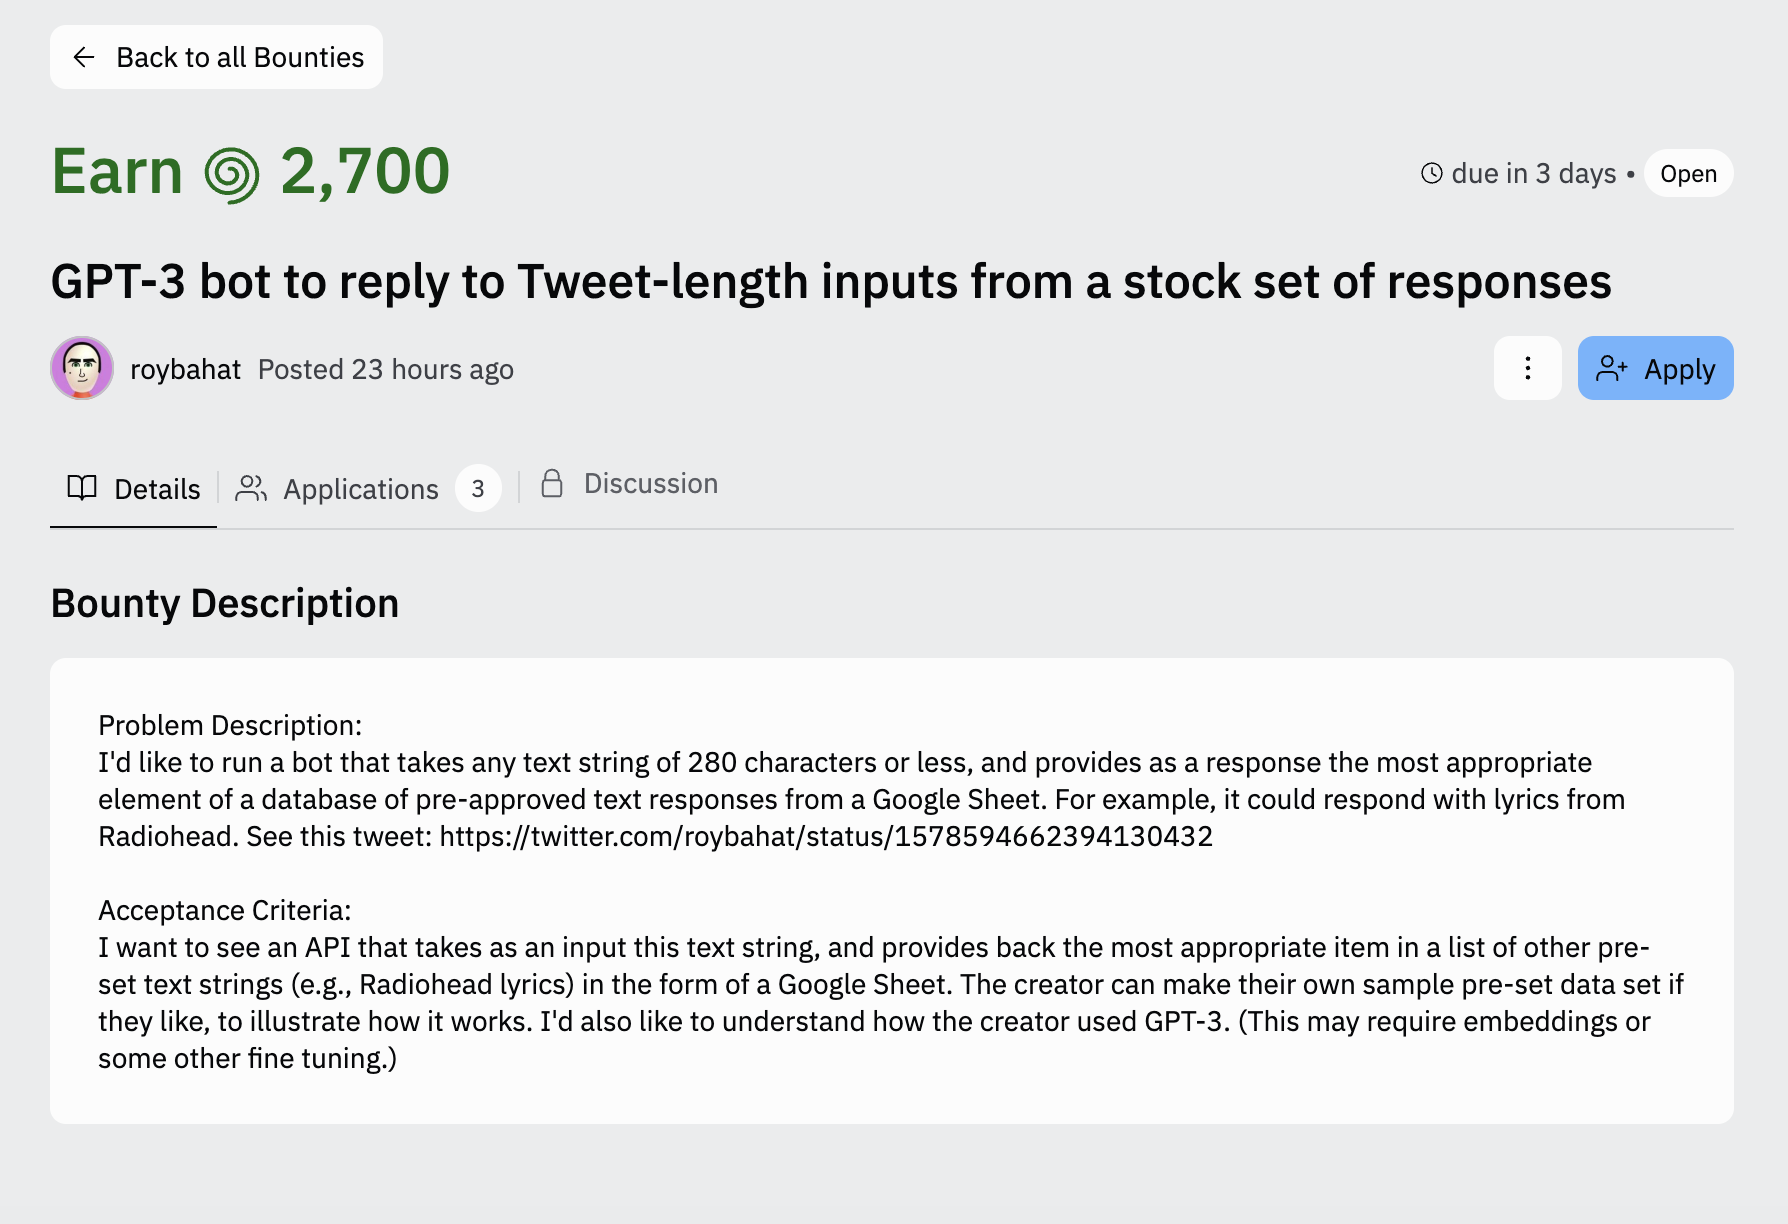 Back to all Bounties
Earn 2,700
due in 3 days • Open
GPT-3 bot to reply to Tweet-length inputs from a stock set of responses
roybahat Posted 23 hours ago
Apply
Details Applications 3 Discussion
Bounty Description
Problem Description:
I'd like to run a bot that takes any text string of 280 characters or less, and provides as a response the most appropriate
element of a database of pre-approved text responses from a Google Sheet. For example, it could respond with lyrics from
Radiohead. See this tweet: https://twitter.com/roybahat/status/1578594662394130432
Acceptance Criteria:
I want to see an API that takes as an input this text string, and provides back the most appropriate item in a list of other pre-
set text strings (e.g., Radiohead lyrics) in the form of a Google Sheet. The creator can make their own sample pre-set data set if
they like, to illustrate how it works. I'd also like to understand how the creator used GPT-3. (This may require embeddings or
some other fine tuning.)